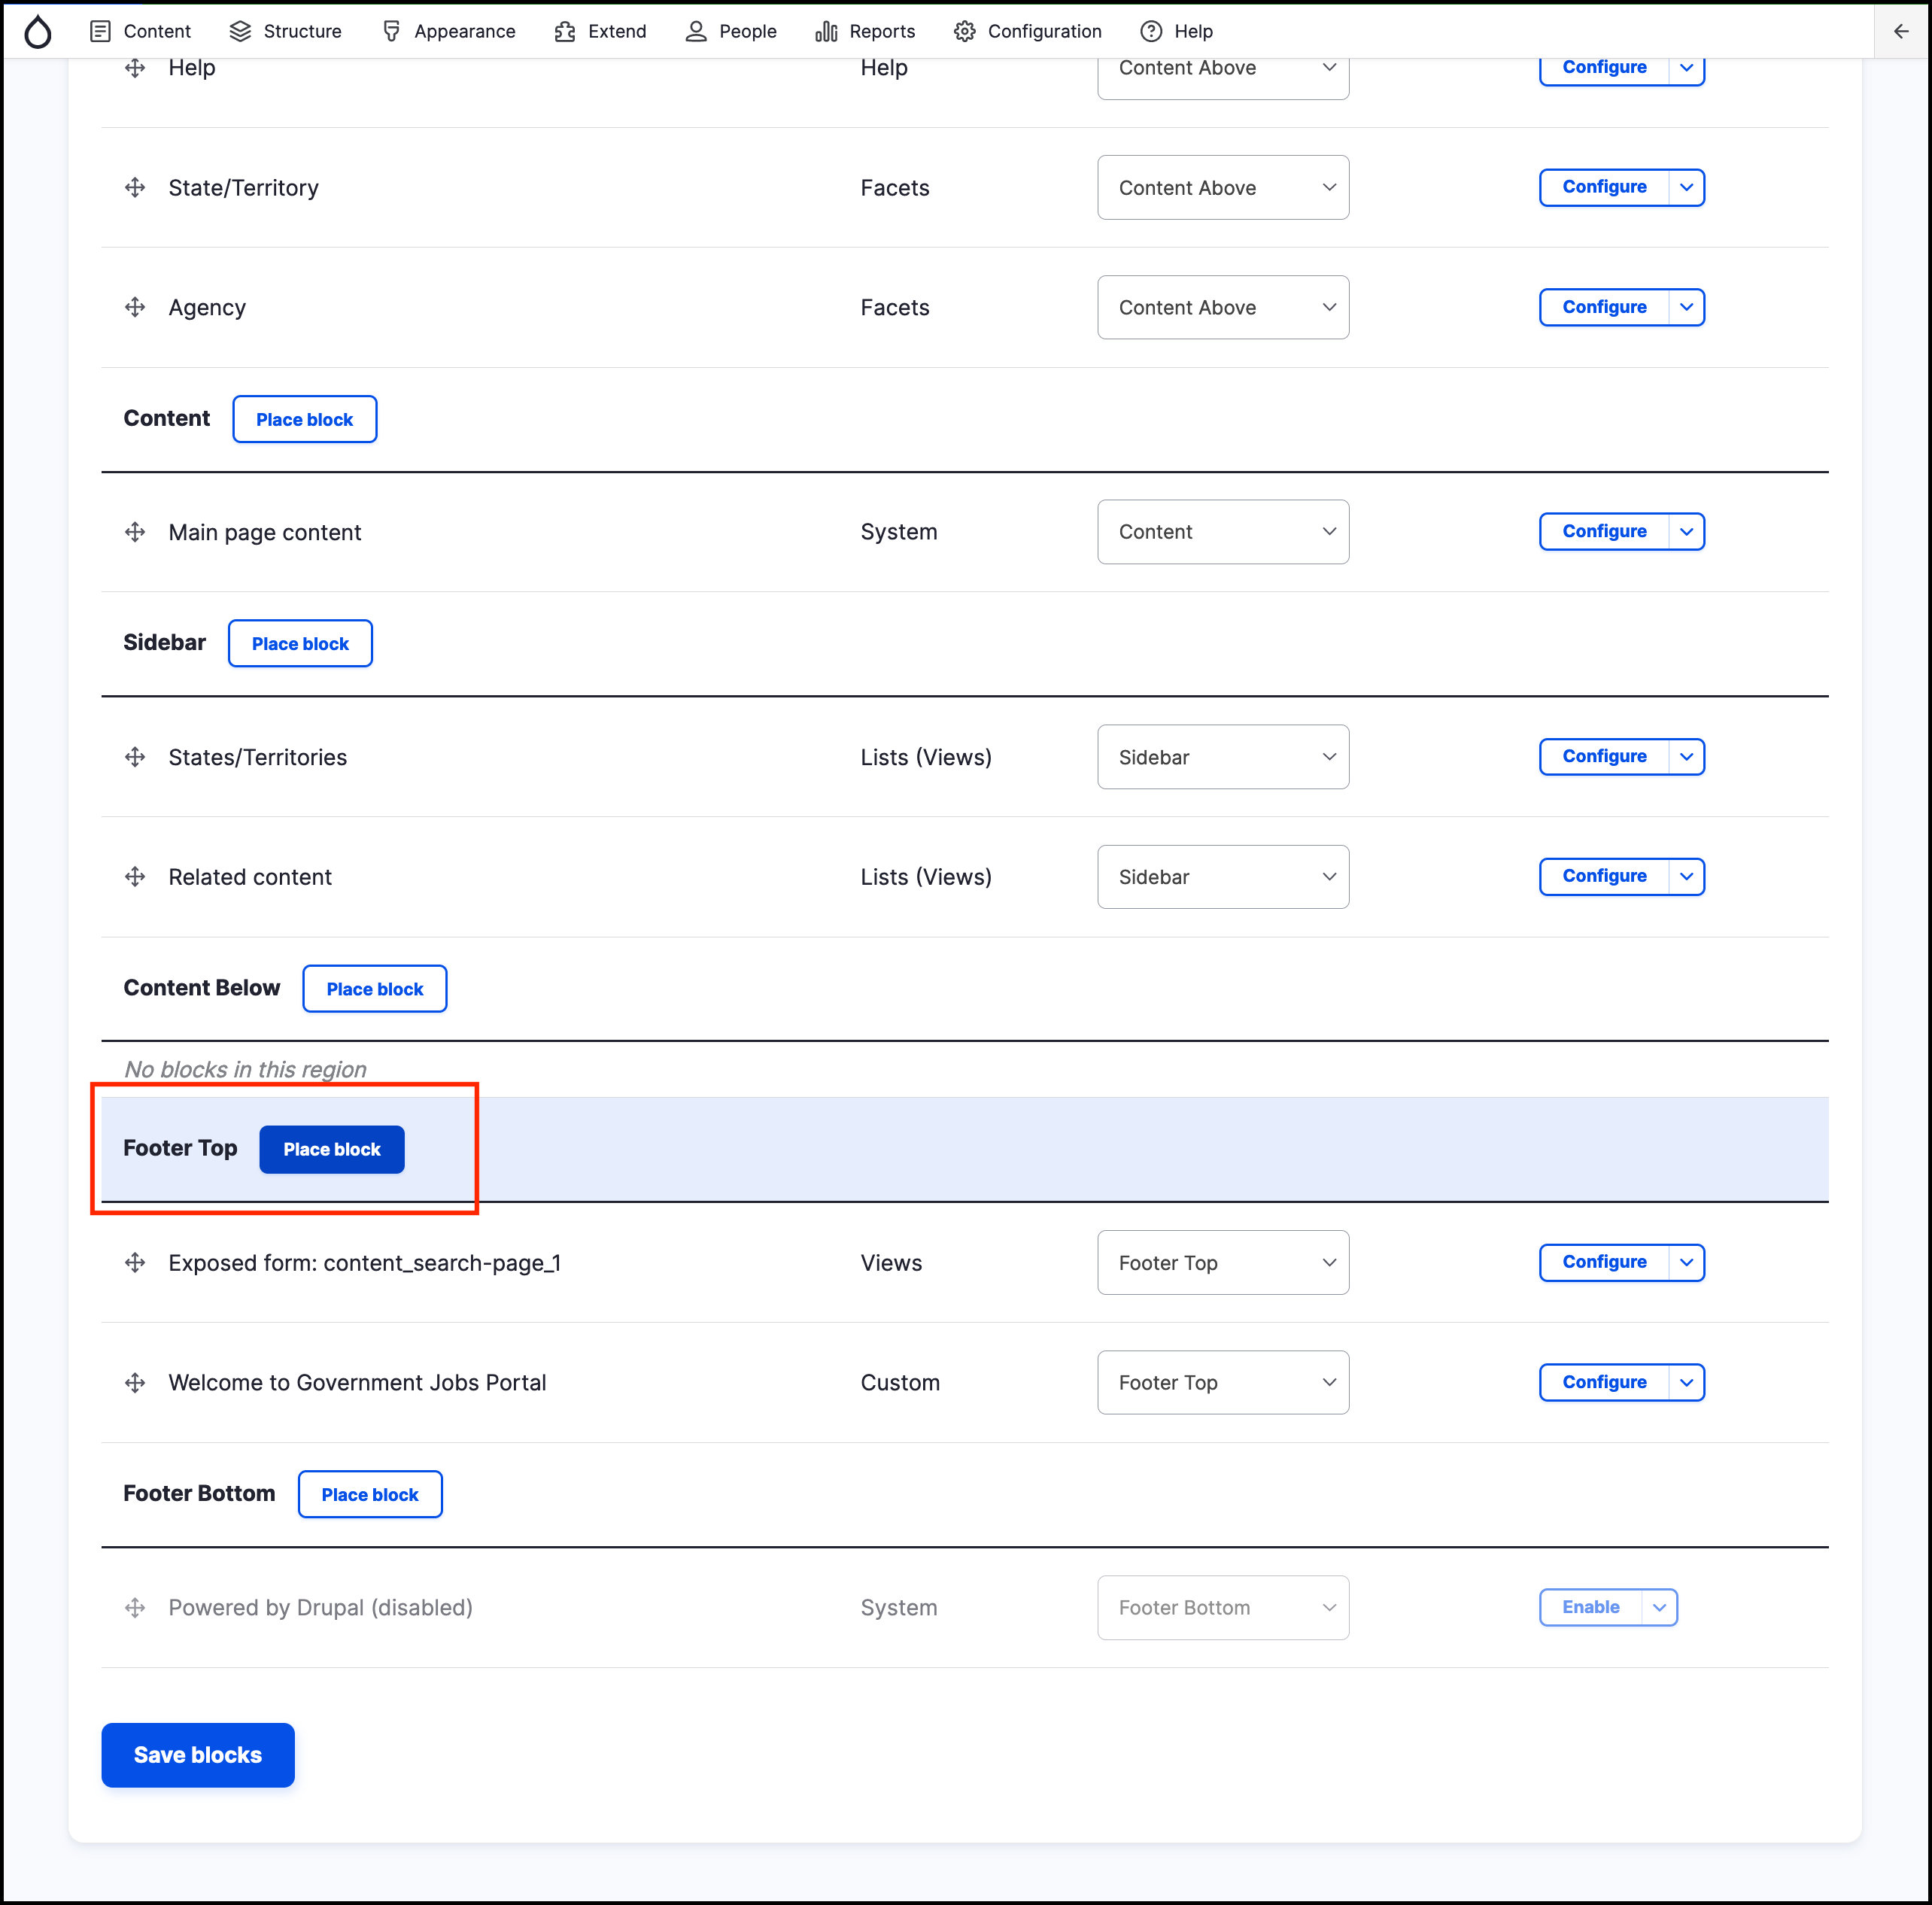 Content Structure Appearance Extend People Reports Configuration Help
Help Help Content Above Configure
State/Territory Facets Content Above Configure
Agency Facets Content Above Configure
Content Place block
Main page content System Content Configure
Sidebar Place block
States/Territories Lists (Views) Sidebar Configure
Related content Lists (Views) Sidebar Configure
Content Below Place block
No blocks in this region
Footer Top Place block
Exposed form: content_search-page_1 Views Footer Top Configure
Welcome to Government Jobs Portal Custom Footer Top Configure
Footer Bottom Place block
Powered by Drupal (disabled) System Footer Bottom Enable
Save blocks